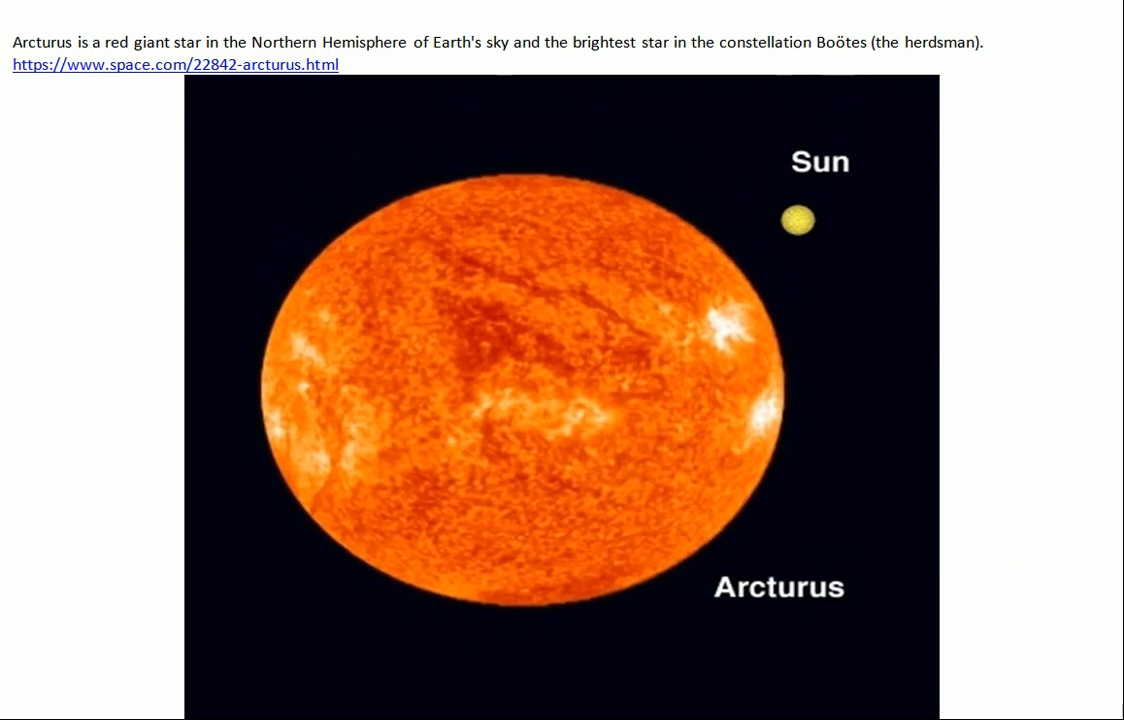 Arcturus is a red giant star in the Northern Hemisphere of Earth's sky and the brightest star in the constellation Boötes (the herdsman).
https://www.space.com/22842-arcturus.html
Sun
Arcturus